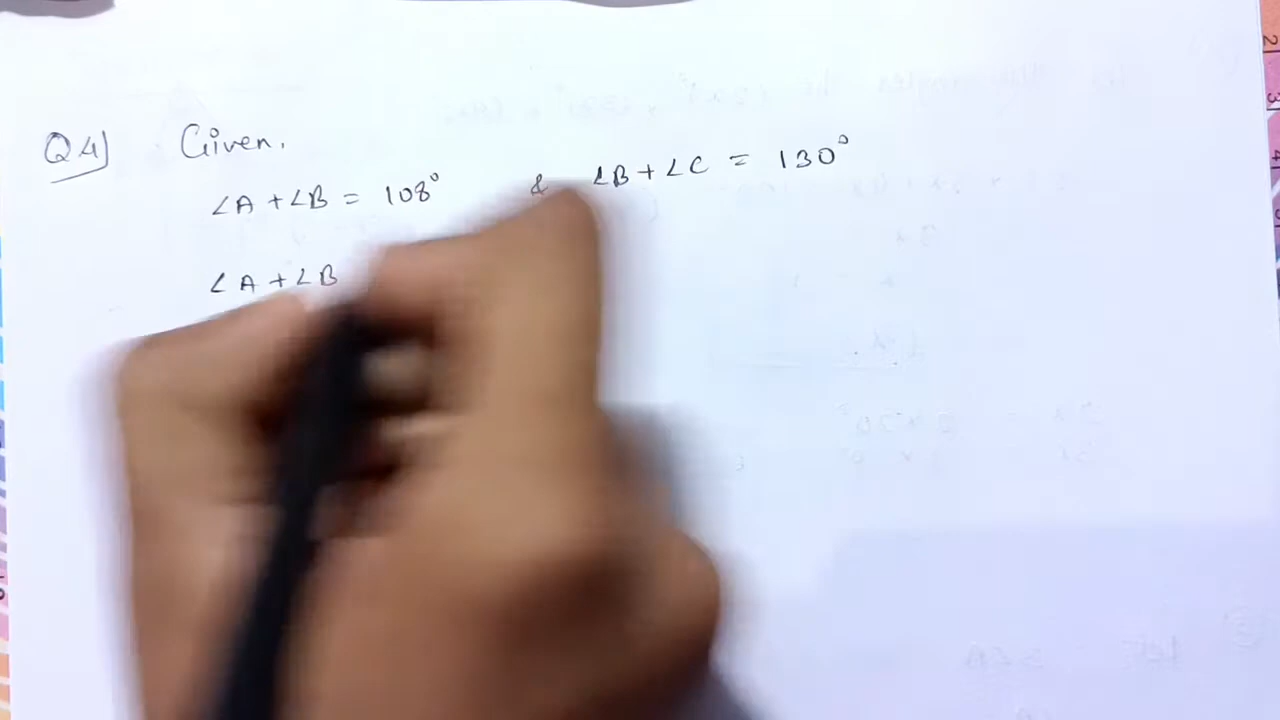 Q4) Given,
∠A + ∠B = 108° & ∠B + ∠C = 130°
∠A + ∠B